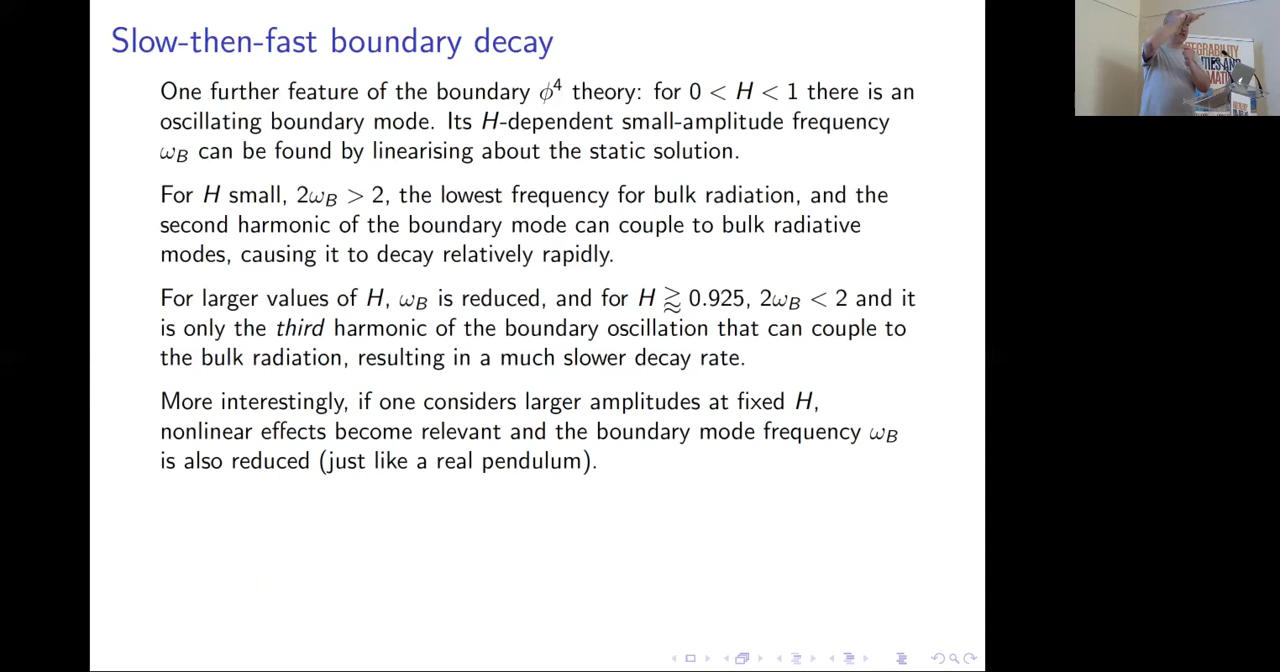 Slow-then-fast boundary decay
One further feature of the boundary ϕ⁴ theory: for 0 < H < 1 there is an
oscillating boundary mode. Its H-dependent small-amplitude frequency
ω_B can be found by linearising about the static solution.
For H small, 2ω_B > 2, the lowest frequency for bulk radiation, and the
second harmonic of the boundary mode can couple to bulk radiative
modes, causing it to decay relatively rapidly.
For larger values of H, ω_B is reduced, and for H ⪆ 0.925, 2ω_B < 2 and it
is only the third harmonic of the boundary oscillation that can couple to
the bulk radiation, resulting in a much slower decay rate.
More interestingly, if one considers larger amplitudes at fixed H,
nonlinear effects become relevant and the boundary mode frequency ω_B
is also reduced (just like a real pendulum).